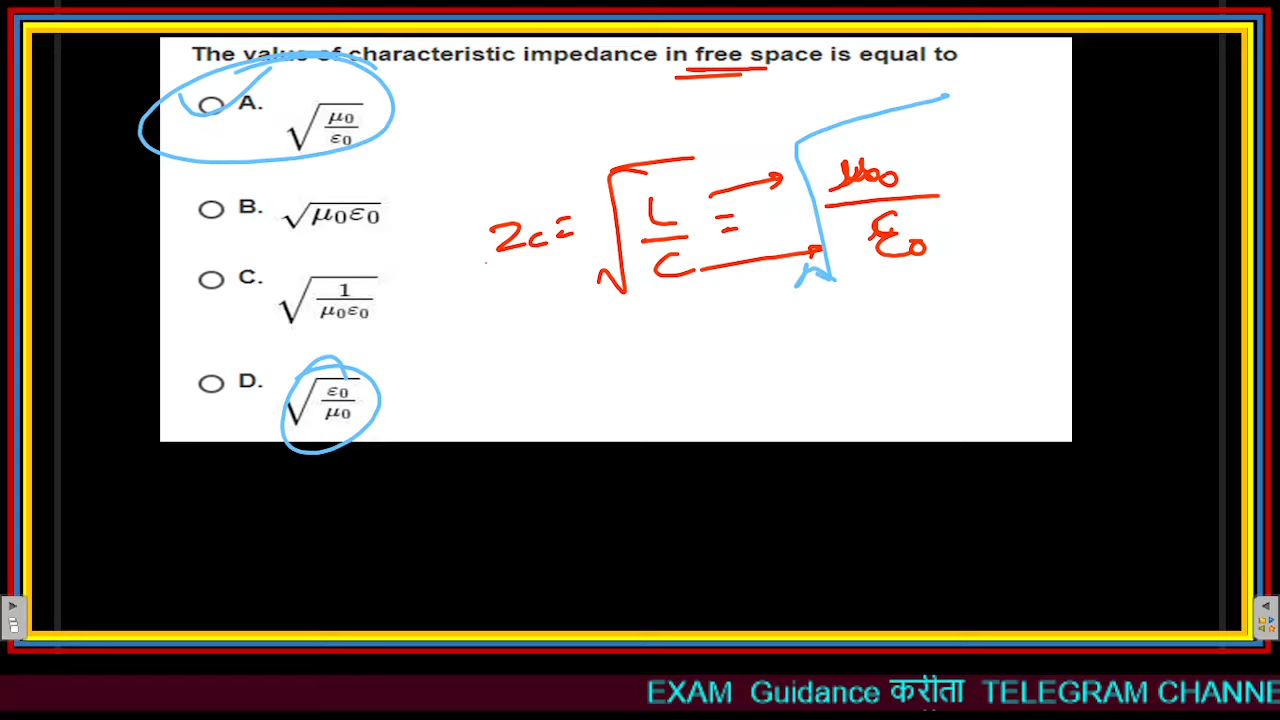 The value of characteristic impedance in free space is equal to
A. √(μ0/ε0)
B. √μ0ε0
C. √(1/μ0ε0)
D. √(ε0/μ0)
Zc = √(L/C) = √(μ0/ε0)
EXAM Guidance करीता TELEGRAM CHANNE